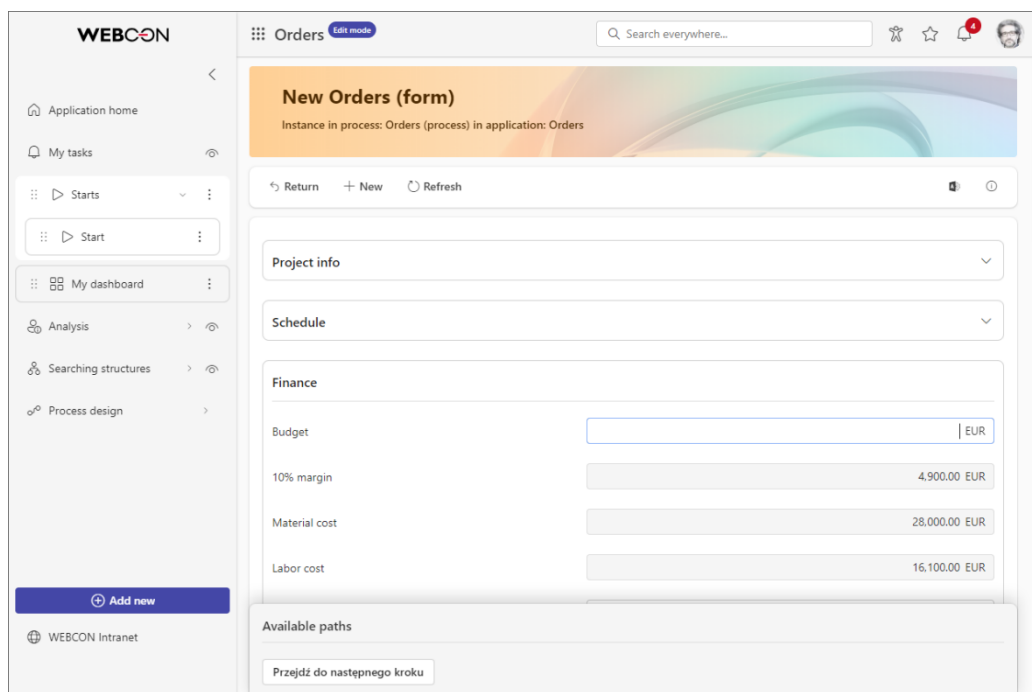 WEBCON
Orders Edit mode
Search everywhere...
4
Application home
My tasks
Starts
Start
My dashboard
Analysis
Searching structures
Process design
Add new
WEBCON Intranet
New Orders (form)
Instance in process: Orders (process) in application: Orders
Return New Refresh
Project info
Schedule
Finance
Budget EUR
10% margin 4,900.00 EUR
Material cost 28,000.00 EUR
Labor cost 16,100.00 EUR
Available paths
Przejdź do następnego kroku